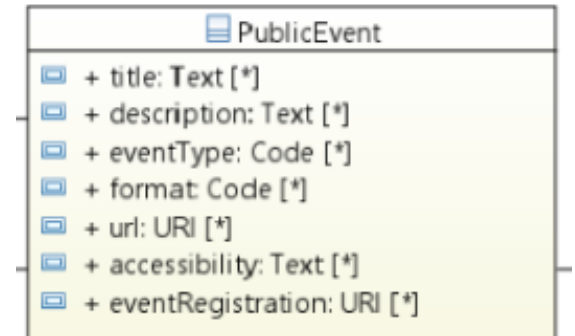 PublicEvent
+ title: Text [*]
+ description: Text [*]
+ eventType: Code [*]
+ format: Code [*]
+ url: URI [*]
+ accessibility: Text [*]
+ eventRegistration: URI [*]